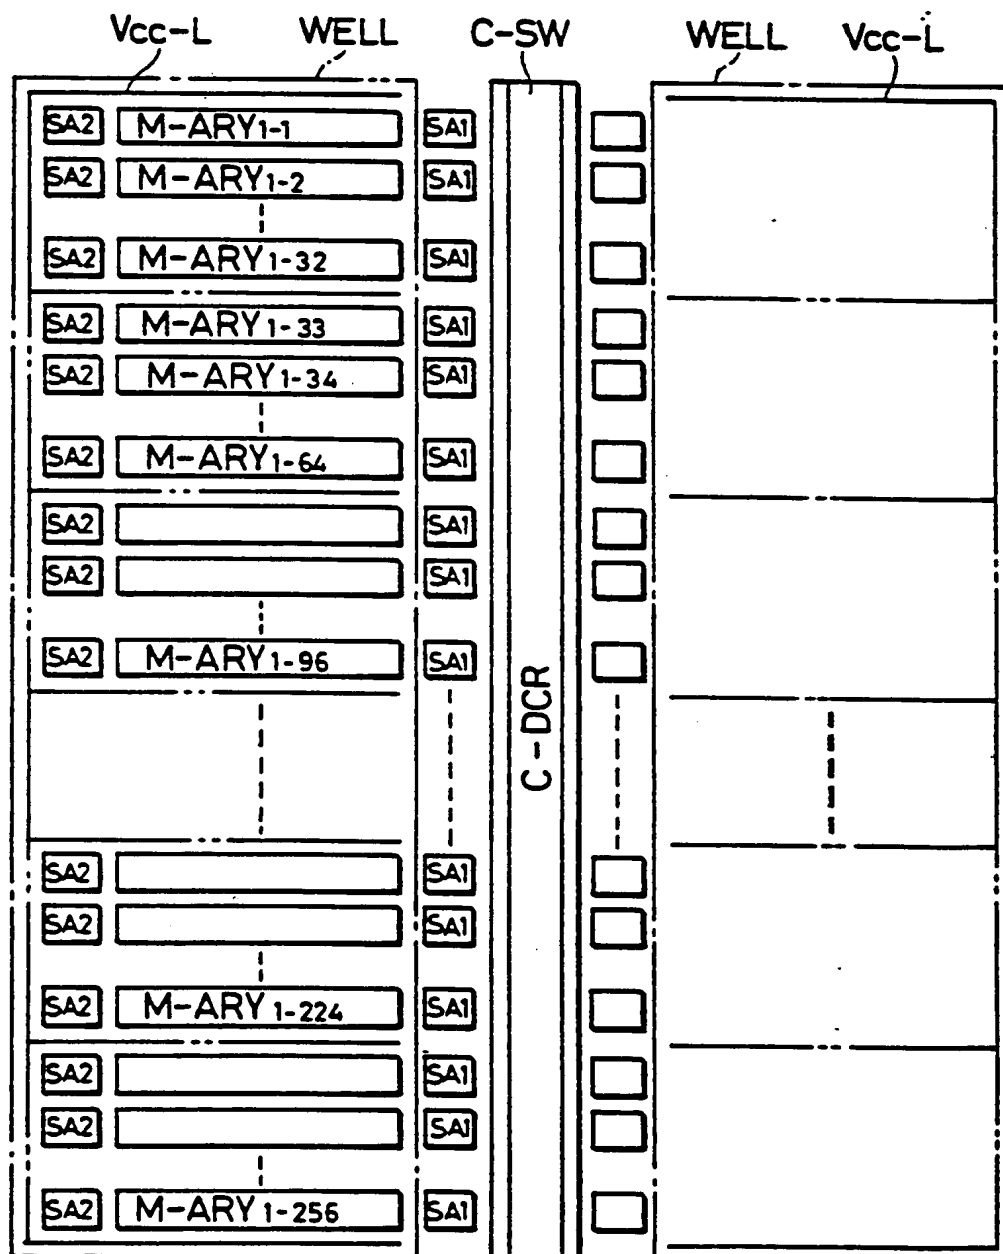 Vcc-L WELL C-SW WELL Vcc-L
SA2 M-ARY1-1 SA1
SA2 M-ARY1-2 SA1
SA2 M-ARY1-32 SA1
SA2 M-ARY1-33 SA1
SA2 M-ARY1-34 SA1
SA2 M-ARY1-64 SA1
SA2 SA1
SA2 SA1
SA2 M-ARY1-96 SA1
C-DCR
SA2 SA1
SA2 SA1
SA2 M-ARY1-224 SA1
SA2 SA1
SA2 SA1
SA2 M-ARY1-256 SA1